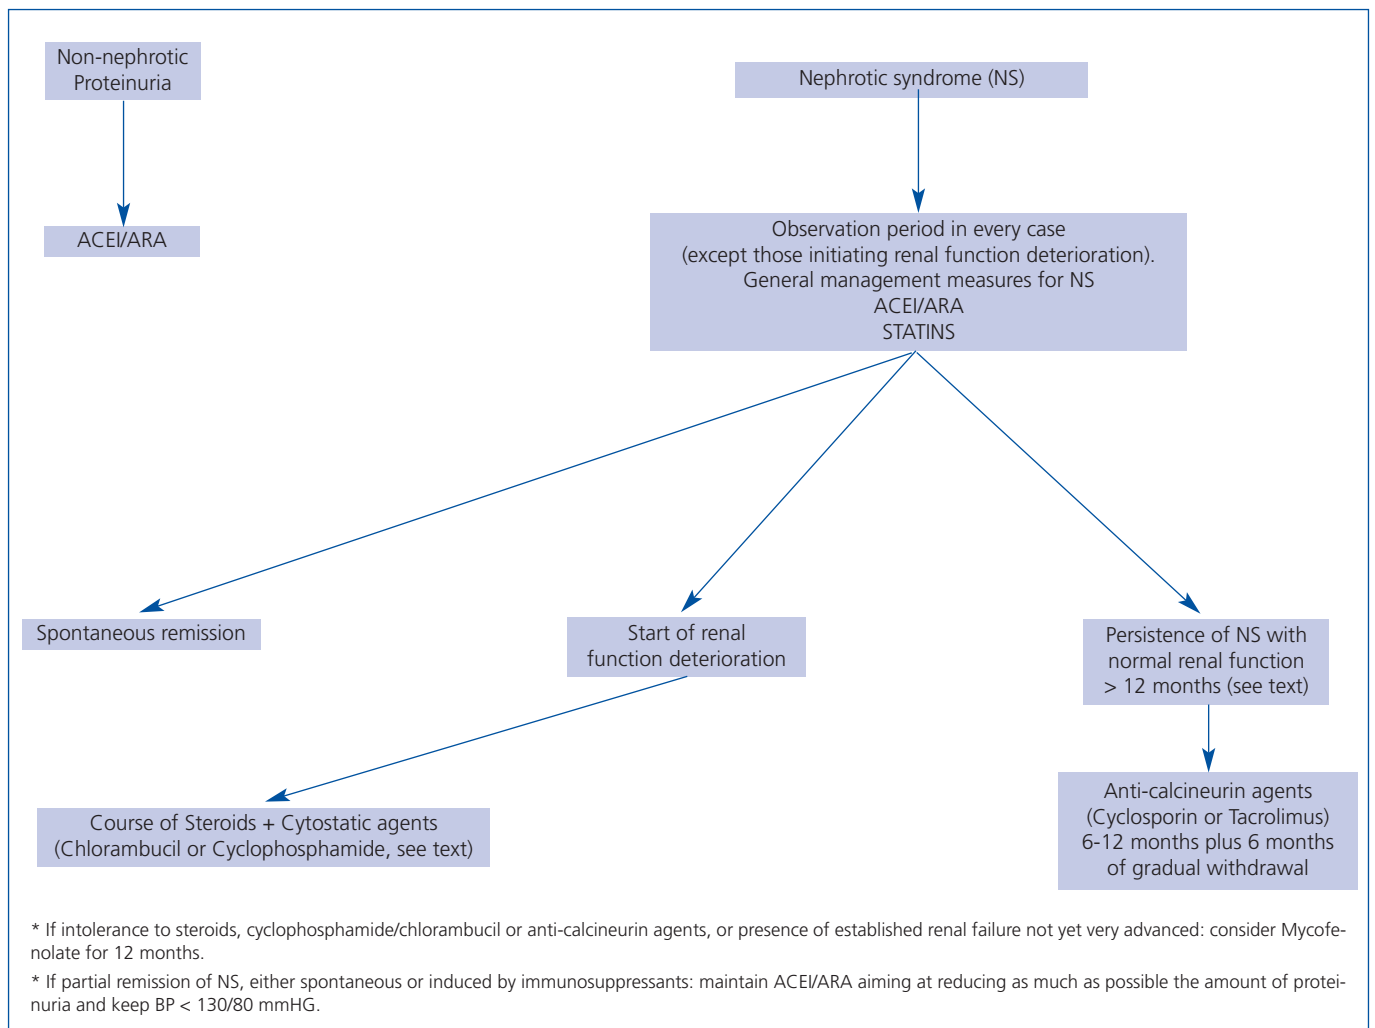 Non-nephrotic
Proteinuria
Nephrotic syndrome (NS)
ACEI/ARA
Observation period in every case
(except those initiating renal function deterioration).
General management measures for NS
ACEI/ARA
STATINS
Spontaneous remission
Start of renal
function deterioration
Persistence of NS with
normal renal function
> 12 months (see text)
Course of Steroids + Cytostatic agents
(Chlorambucil or Cyclophosphamide, see text)
Anti-calcineurin agents
(Cyclosporin or Tacrolimus)
6-12 months plus 6 months
of gradual withdrawal
* If intolerance to steroids, cyclophosphamide/chlorambucil or anti-calcineurin agents, or presence of established renal failure not yet very advanced: consider Mycofe-
nolate for 12 months.
* If partial remission of NS, either spontaneous or induced by immunosuppressants: maintain ACEI/ARA aiming at reducing as much as possible the amount of protei-
nuria and keep BP < 130/80 mmHG.